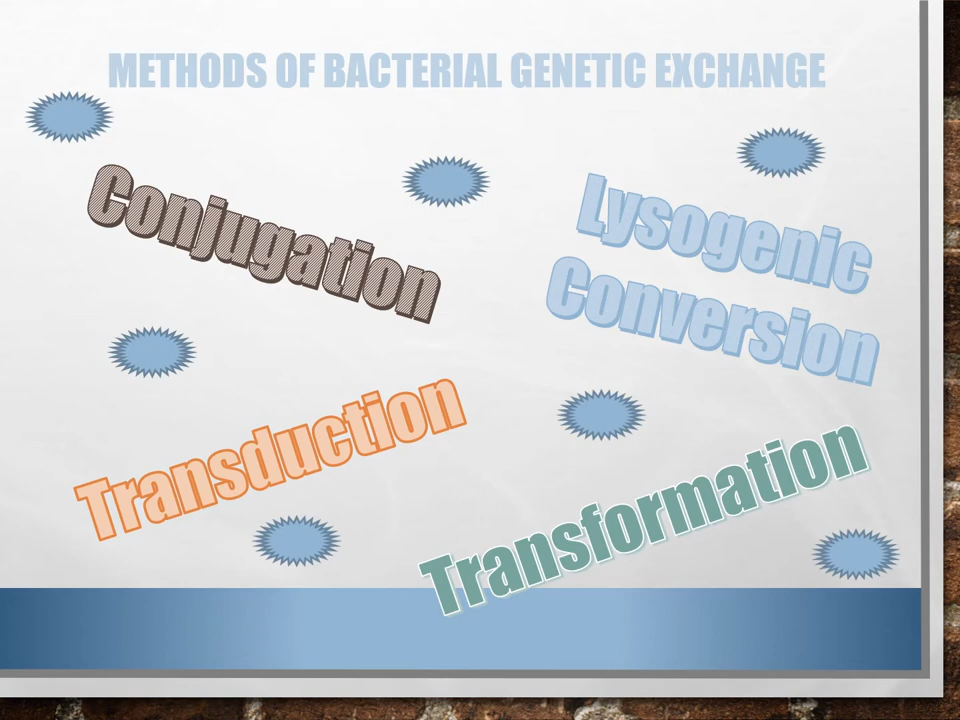 METHODS OF BACTERIAL GENETIC EXCHANGE
Conjugation
Lysogenic
Conversion
Transduction
Transformation